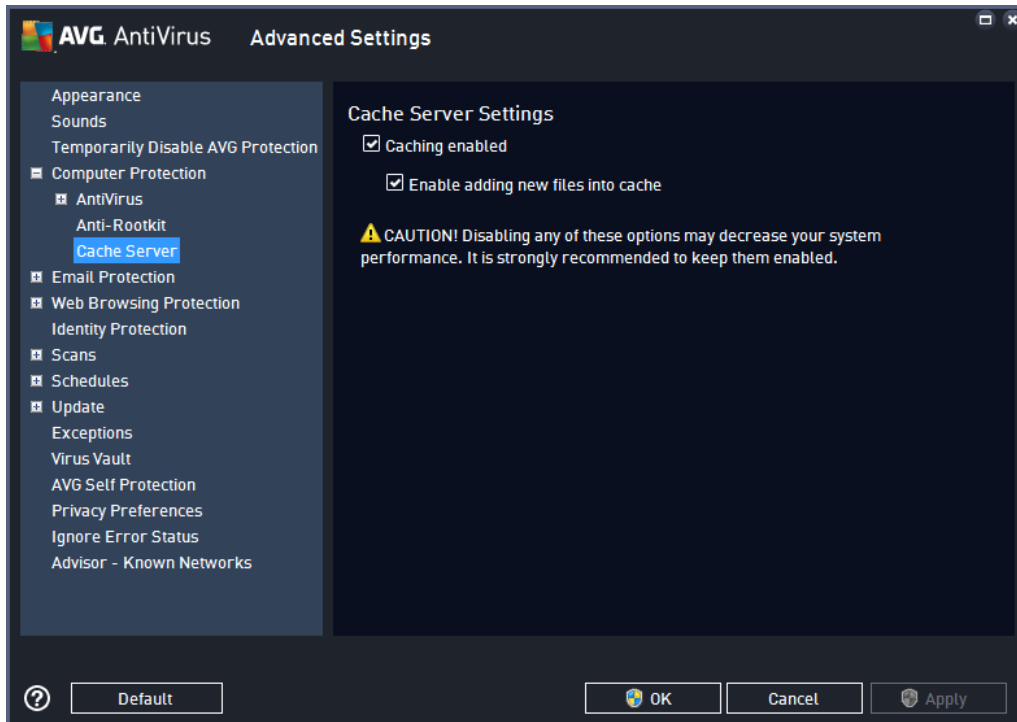 AVG. AntiVirus Advanced Settings
Appearance
Sounds
Temporarily Disable AVG Protection
Computer Protection
AntiVirus
Anti-Rootkit
Cache Server
Email Protection
Web Browsing Protection
Identity Protection
Scans
Schedules
Update
Exceptions
Virus Vault
AVG Self Protection
Privacy Preferences
Ignore Error Status
Advisor - Known Networks
Cache Server Settings
Caching enabled
Enable adding new files into cache
CAUTION! Disabling any of these options may decrease your system
performance. It is strongly recommended to keep them enabled.
? Default OK Cancel Apply